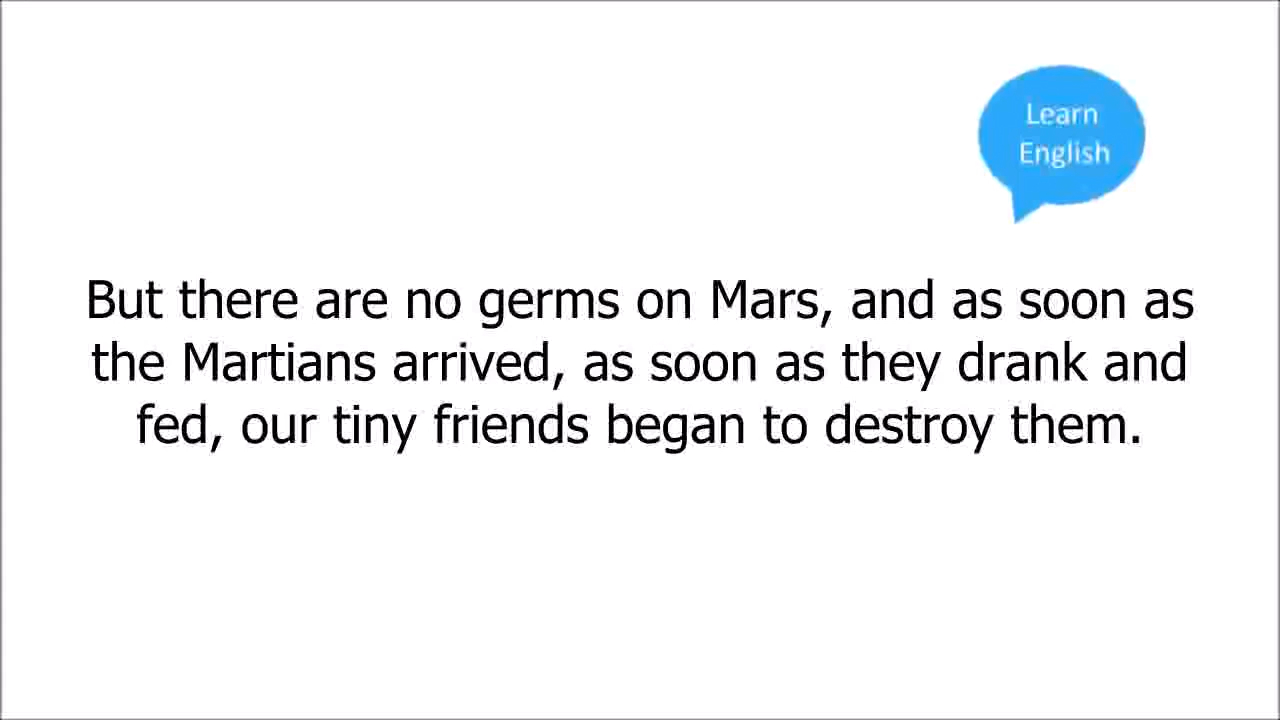 Learn
English
But there are no germs on Mars, and as soon as
the Martians arrived, as soon as they drank and
fed, our tiny friends began to destroy them.